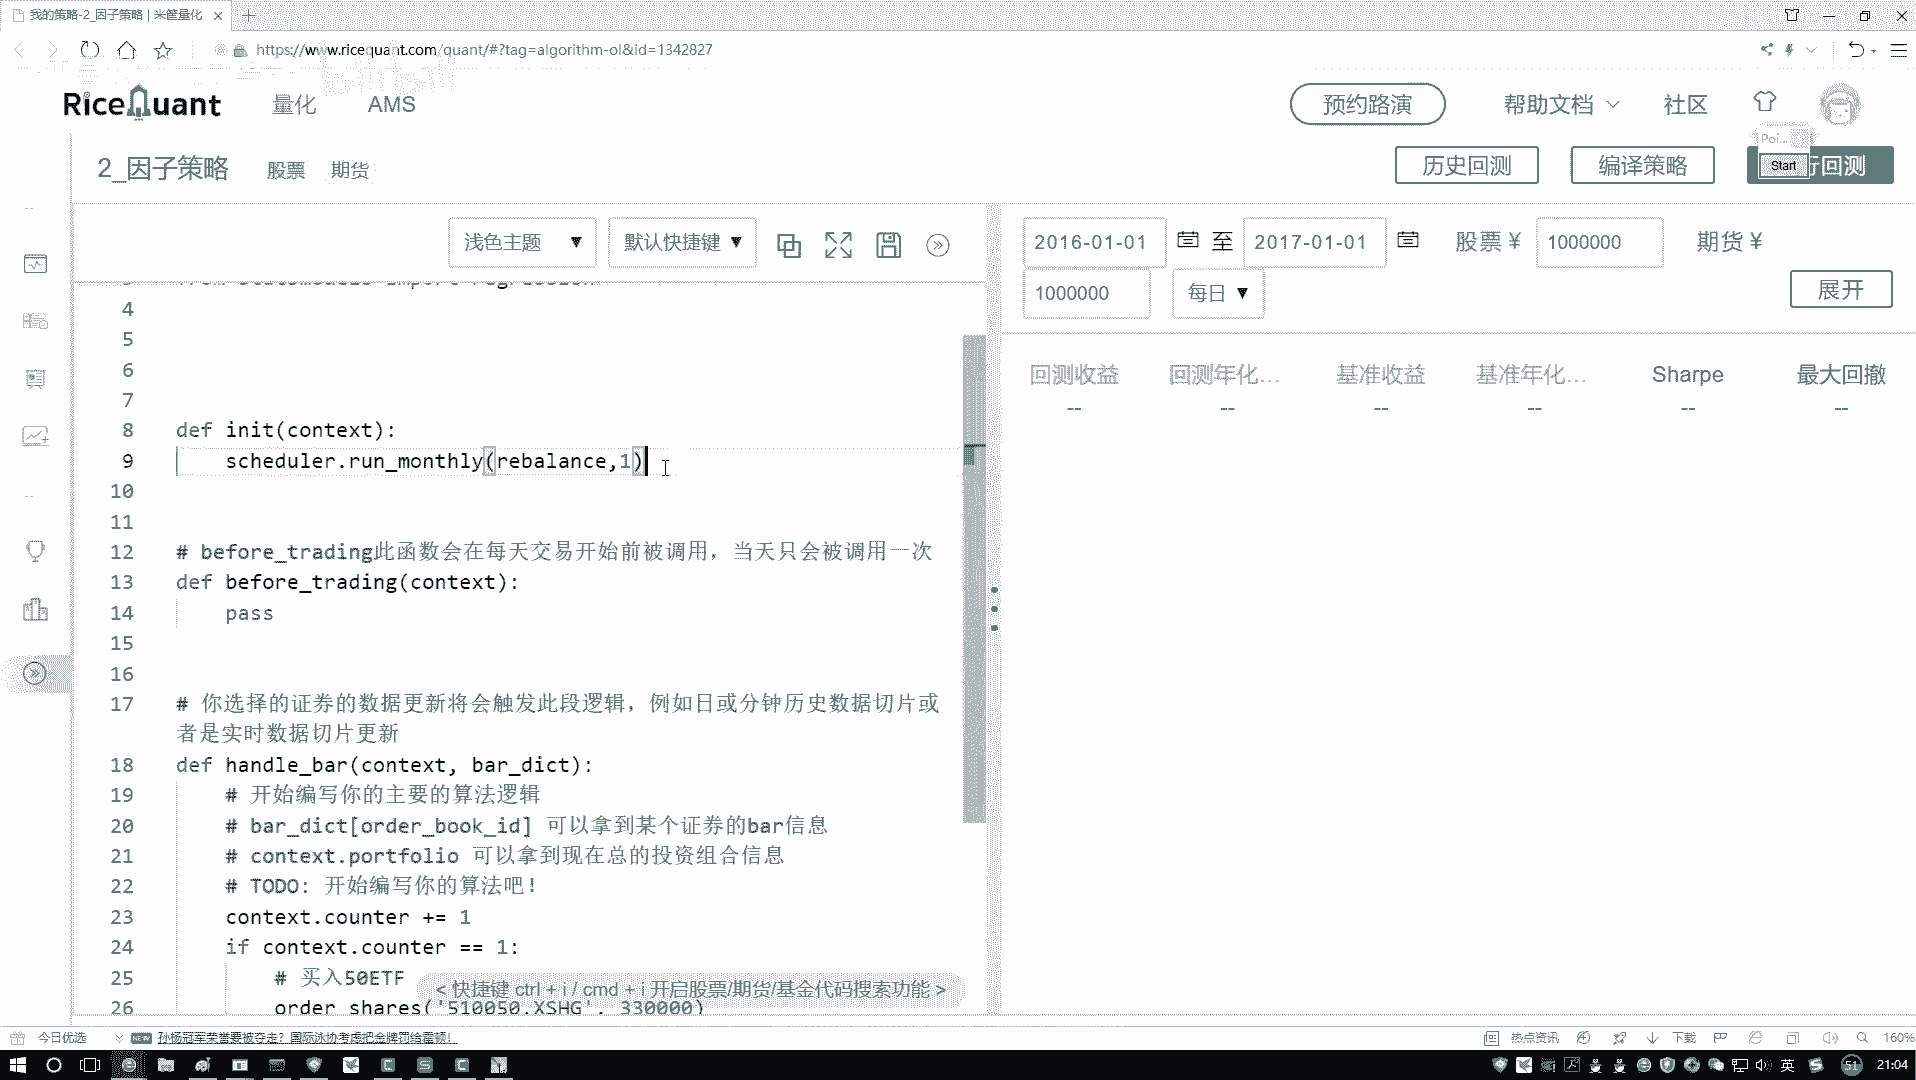 我的策略-2_因子策略 | 米筐量化
https://www.ricequant.com/quant/#?tag=algorithm-ol&id=1342827
RiceQuant 量化 AMS 预约路演 帮助文档 社区
Poi...
2_因子策略 股票 期货 历史回测 编译策略 Start 行回测
浅色主题 ▼ 默认快捷键 ▼
2016-01-01 至 2017-01-01 股票 ¥ 1000000 期货 ¥
1000000 每日 ▼ 展开
回测收益 回测年化... 基准收益 基准年化... Sharpe 最大回撤
-- -- -- -- -- --
4
5
6
7
8 def init(context):
9 scheduler.run_monthly(rebalance,1)
10
11
12 # before_trading此函数会在每天交易开始前被调用，当天只会被调用一次
13 def before_trading(context):
14 pass
15
16
17 # 你选择的证券的数据更新将会触发此段逻辑，例如日或分钟历史数据切片或
者是实时数据切片更新
18 def handle_bar(context, bar_dict):
19 # 开始编写你的主要的算法逻辑
20 # bar_dict[order_book_id] 可以拿到某个证券的bar信息
21 # context.portfolio 可以拿到现在总的投资组合信息
22 # TODO: 开始编写你的算法吧！
23 context.counter += 1
24 if context.counter == 1:
25 # 买入50ETF
< 快捷键 ctrl + i / cmd + i 开启股票/期货/基金代码搜索功能 >
26 order_shares('510050.XSHG', 330000)
今日优选 NEW 孙杨冠军荣誉要被夺走？国际泳协考虑把金牌罚给霍顿！ 热点资讯 下载 160%
英 51 21:04